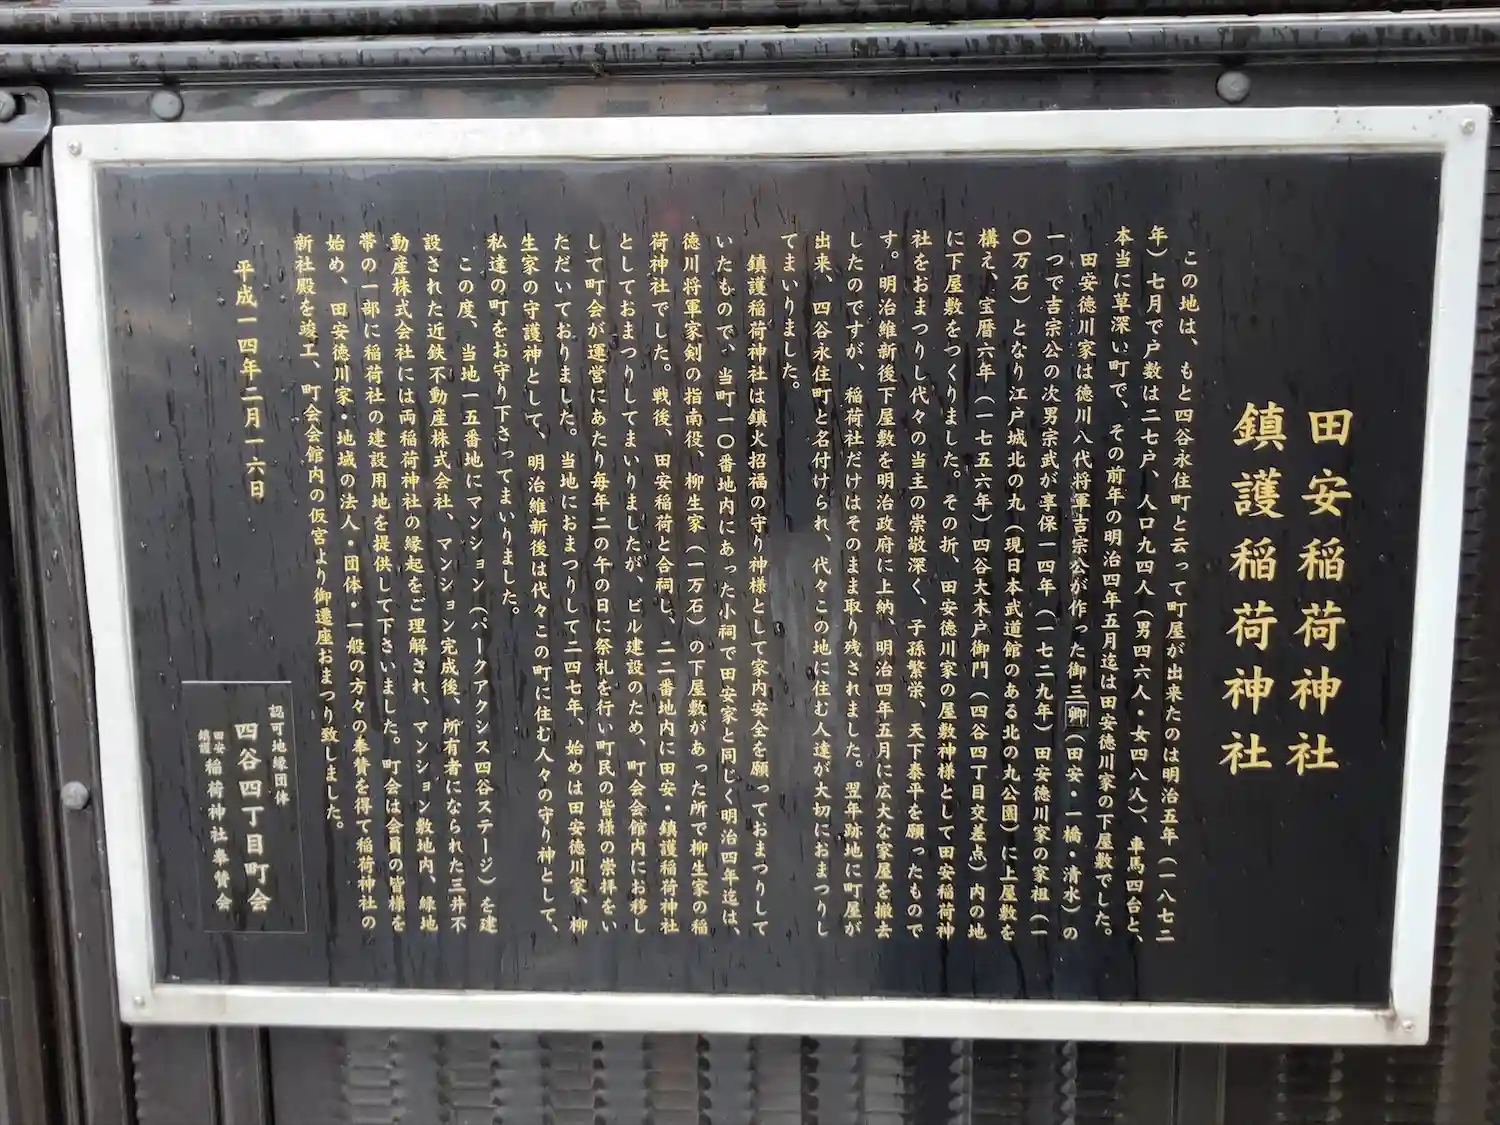 田安稲荷神社
鎮護稲荷神社
この地は、もと四谷永住町と云って町屋が出来たのは明治五年（一八七二
年）七月で戸数は二七戸、人口九四人（男四六人・女四八人）、車馬四台と、
本当に草深い町で、その前年の明治四年五月迄は田安徳川家の下屋敷でした。
田安徳川家は徳川八代将軍吉宗公が作った御三卿（田安・一橋・清水）の
一つで吉宗公の次男宗武が享保一四年（一七二九年）田安徳川家の家祖（一
〇万石）となり江戸城北の丸（現日本武道館のある北の丸公園）に上屋敷を
構え、宝暦六年（一七五六年）四谷大木戸御門（四谷四丁目交差点）内の地
に下屋敷をつくりました。その折、田安徳川家の屋敷神様として田安稲荷神
社をおまつりし代々の当主の崇敬深く、子孫繁栄、天下泰平を願ったもので
す。明治維新後下屋敷を明治政府に上納、明治四年五月に広大な家屋を撤去
したのですが、稲荷社だけはそのまま取り残されました。翌年跡地に町屋が
出来、四谷永住町と名付けられ、代々この地に住む人達が大切におまつりし
てまいりました。
鎮護稲荷神社は鎮火招福の守り神様として家内安全を願っておまつりして
いたもので、当町一〇番地内にあった小祠で田安家と同じく明治四年迄は、
徳川将軍家剣の指南役、柳生家（一万石）の下屋敷があった所で柳生家の稲
荷神社でした。戦後、田安稲荷と合祠し、二二番地内に田安・鎮護稲荷神社
としておまつりしてまいりましたが、ビル建設のため、町会会館内にお移し
して町会が運営にあたり毎年二の午の日に祭礼を行い町民の皆様の崇拝をい
ただいておりました。当地におまつりして二四七年、始めは田安徳川家、柳
生家の守護神として、明治維新後は代々この町に住む人々の守り神として、
私達の町をお守り下さってまいりました。
この度、当地一五番地にマンション（パークアクシス四谷ステージ）を建
設された近鉄不動産株式会社、マンション完成後、所有者になられた三井不
動産株式会社には両稲荷神社の縁起をご理解され、マンション敷地内、緑地
帯の一部に稲荷社の建設用地を提供して下さいました。町会は会員の皆様を
始め、田安徳川家・地域の法人・団体・一般の方々の奉賛を得て稲荷神社の
新社殿を竣工、町会会館内の仮宮より御遷座おまつり致しました。
平成一四年二月一六日
認可地縁団体
四谷四丁目町会
田安
鎮護 稲荷神社奉賛会